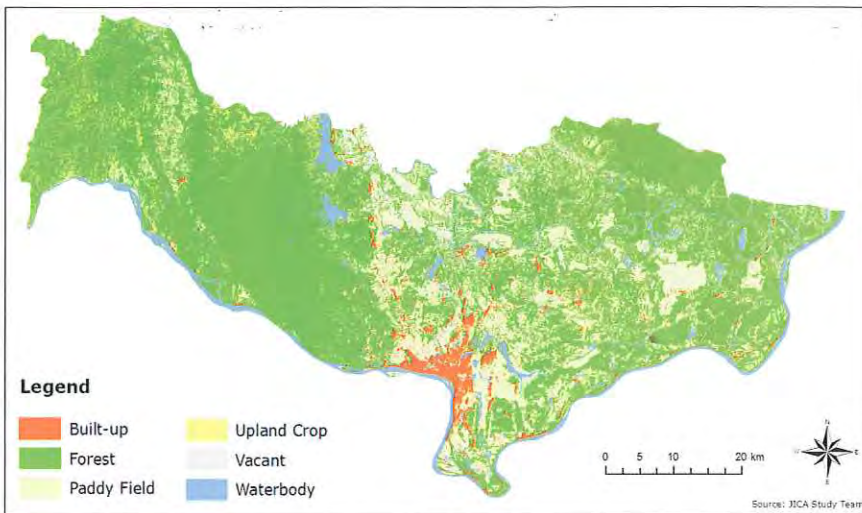 Legend
Built-up
Forest
Paddy Field
Upland Crop
Vacant
Waterbody
0 5 10 20 km
N
E
S
Source: JICA Study Team